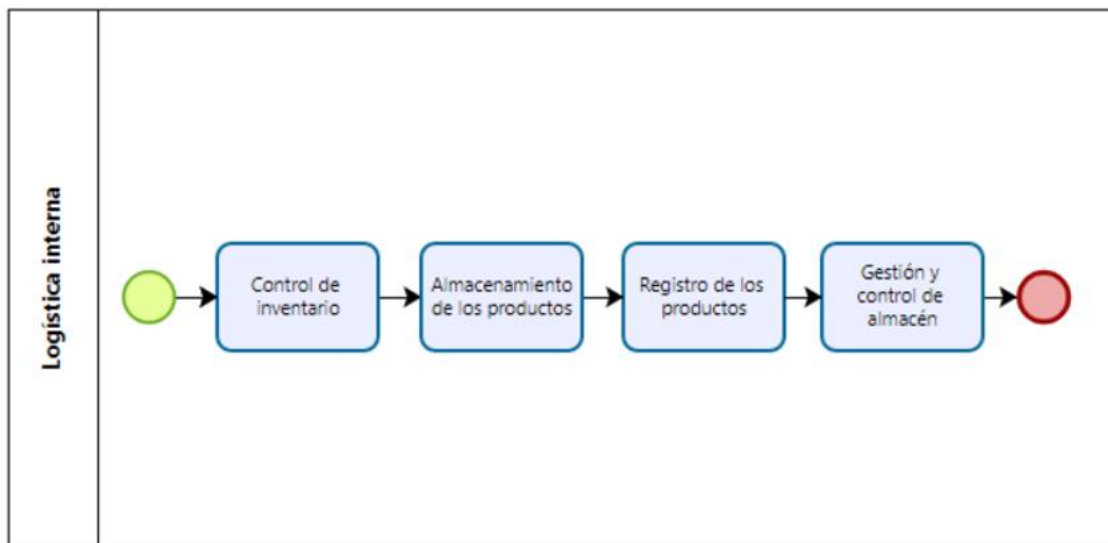 Logística interna
Control de
inventario
Almacenamiento
de los productos
Registro de los
productos
Gestión y
control de
almacén